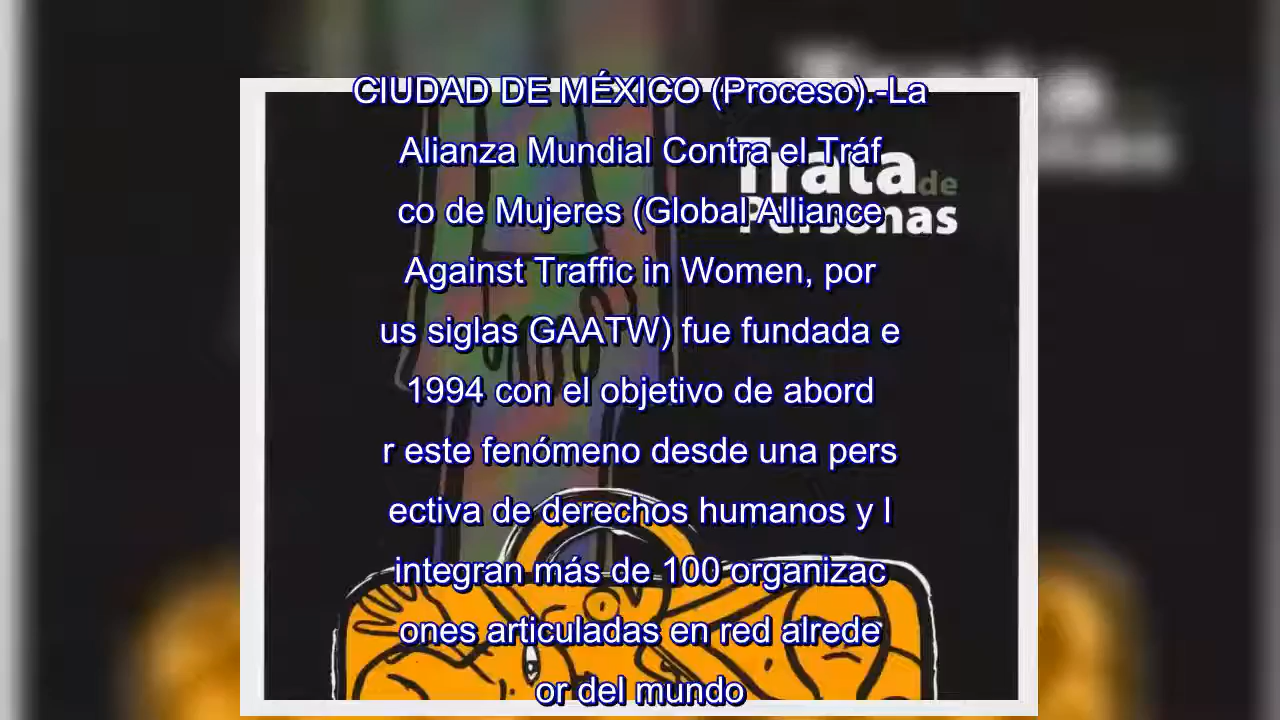 CIUDAD DE MÉXICO (Proceso).-La
Alianza Mundial Contra el Tráf
co de Mujeres (Global Alliance
Against Traffic in Women, por
us siglas GAATW) fue fundada e
1994 con el objetivo de abord
r este fenómeno desde una pers
ectiva de derechos humanos y l
integran más de 100 organizac
ones articuladas en red alrede
or del mundo
Trata de
Personas